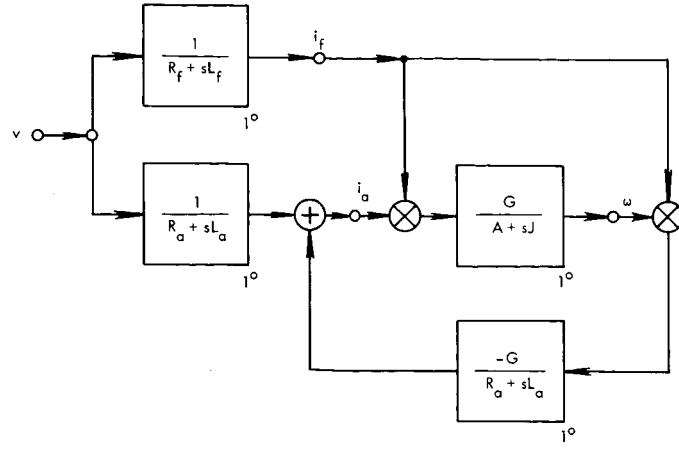 v
1
R_f + sL_f
1°
i_f
1
R_a + sL_a
1°
+
i_a
G
A + sJ
1°
ω
-G
R_a + sL_a
1°